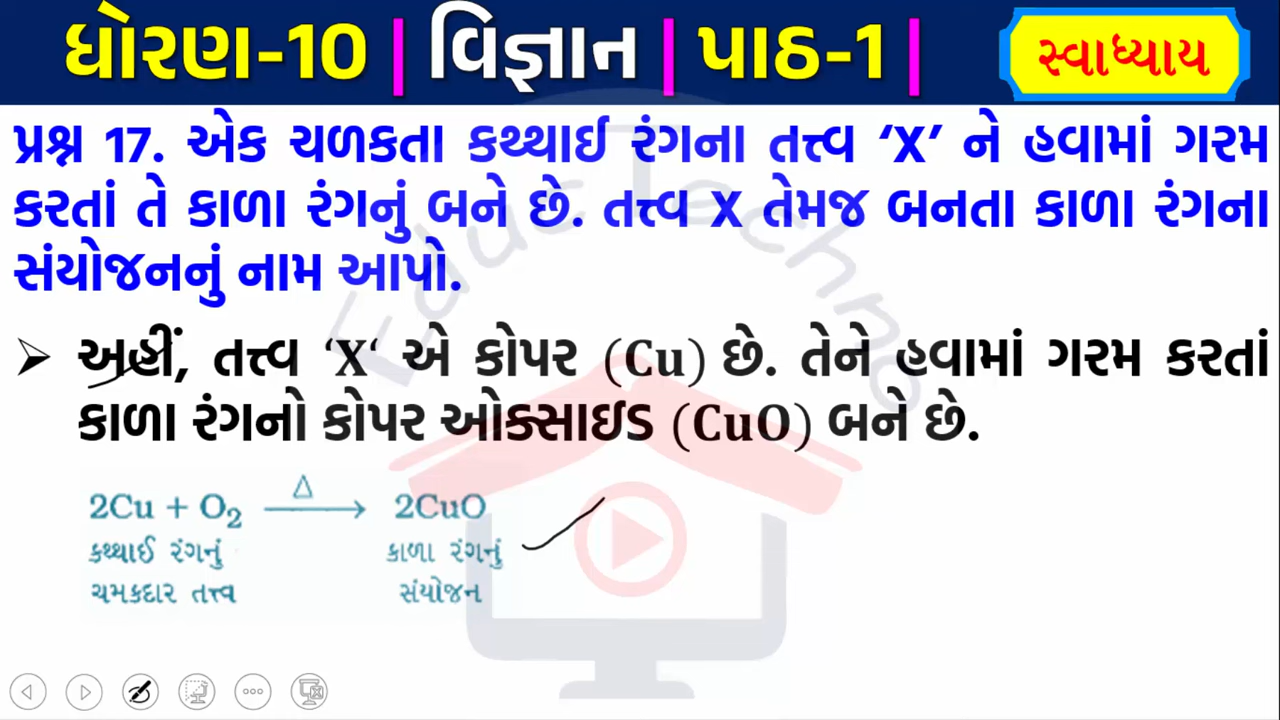 ધોરણ-10 | વિજ્ઞાન | પાઠ-1 |
સ્વાધ્યાય
પ્રશ્ન 17. એક ચળકતા કથ્થાઈ રંગના તત્ત્વ ‘X’ ને હવામાં ગરમ
કરતાં તે કાળા રંગનું બને છે. તત્ત્વ X તેમજ બનતા કાળા રંગના
સંયોજનનું નામ આપો.
➢ અહીં, તત્ત્વ ‘X‘ એ કોપર (Cu) છે. તેને હવામાં ગરમ કરતાં
કાળા રંગનો કોપર ઓક્સાઇડ (CuO) બને છે.
2Cu + O₂ —Δ→ 2CuO
કથ્થાઈ રંગનું કાળા રંગનું
ચમકદાર તત્ત્વ સંયોજન
Educ Techno